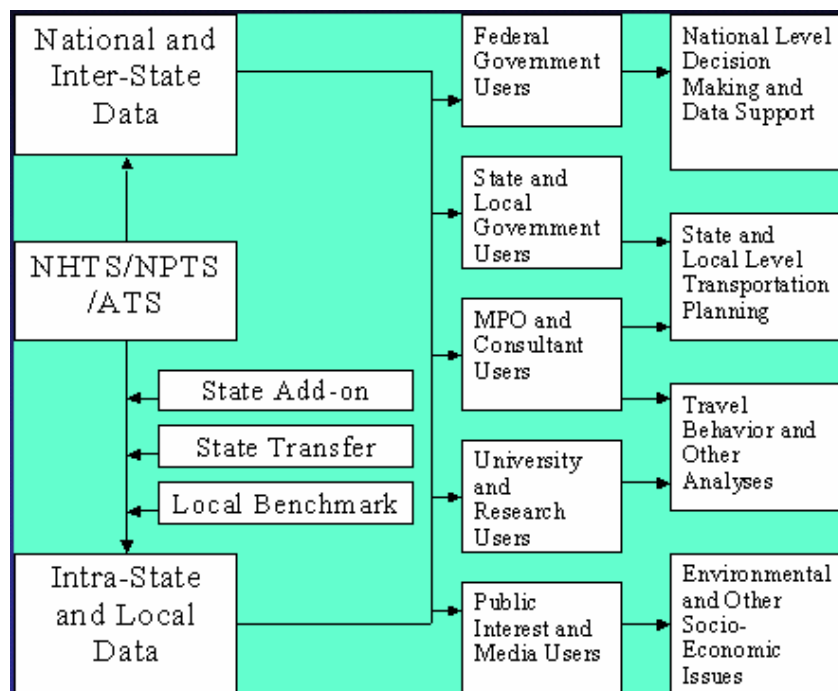 National and
Inter-State
Data
NHTS/NPTS
/ATS
State Add-on
State Transfer
Local Benchmark
Intra-State
and Local
Data
Federal
Government
Users
State and
Local
Government
Users
MPO and
Consultant
Users
University
and
Research
Users
Public
Interest and
Media Users
National Level
Decision
Making and
Data Support
State and
Local Level
Transportation
Planning
Travel
Behavior and
Other
Analyses
Environmental
and Other
Socio-
Economic
Issues